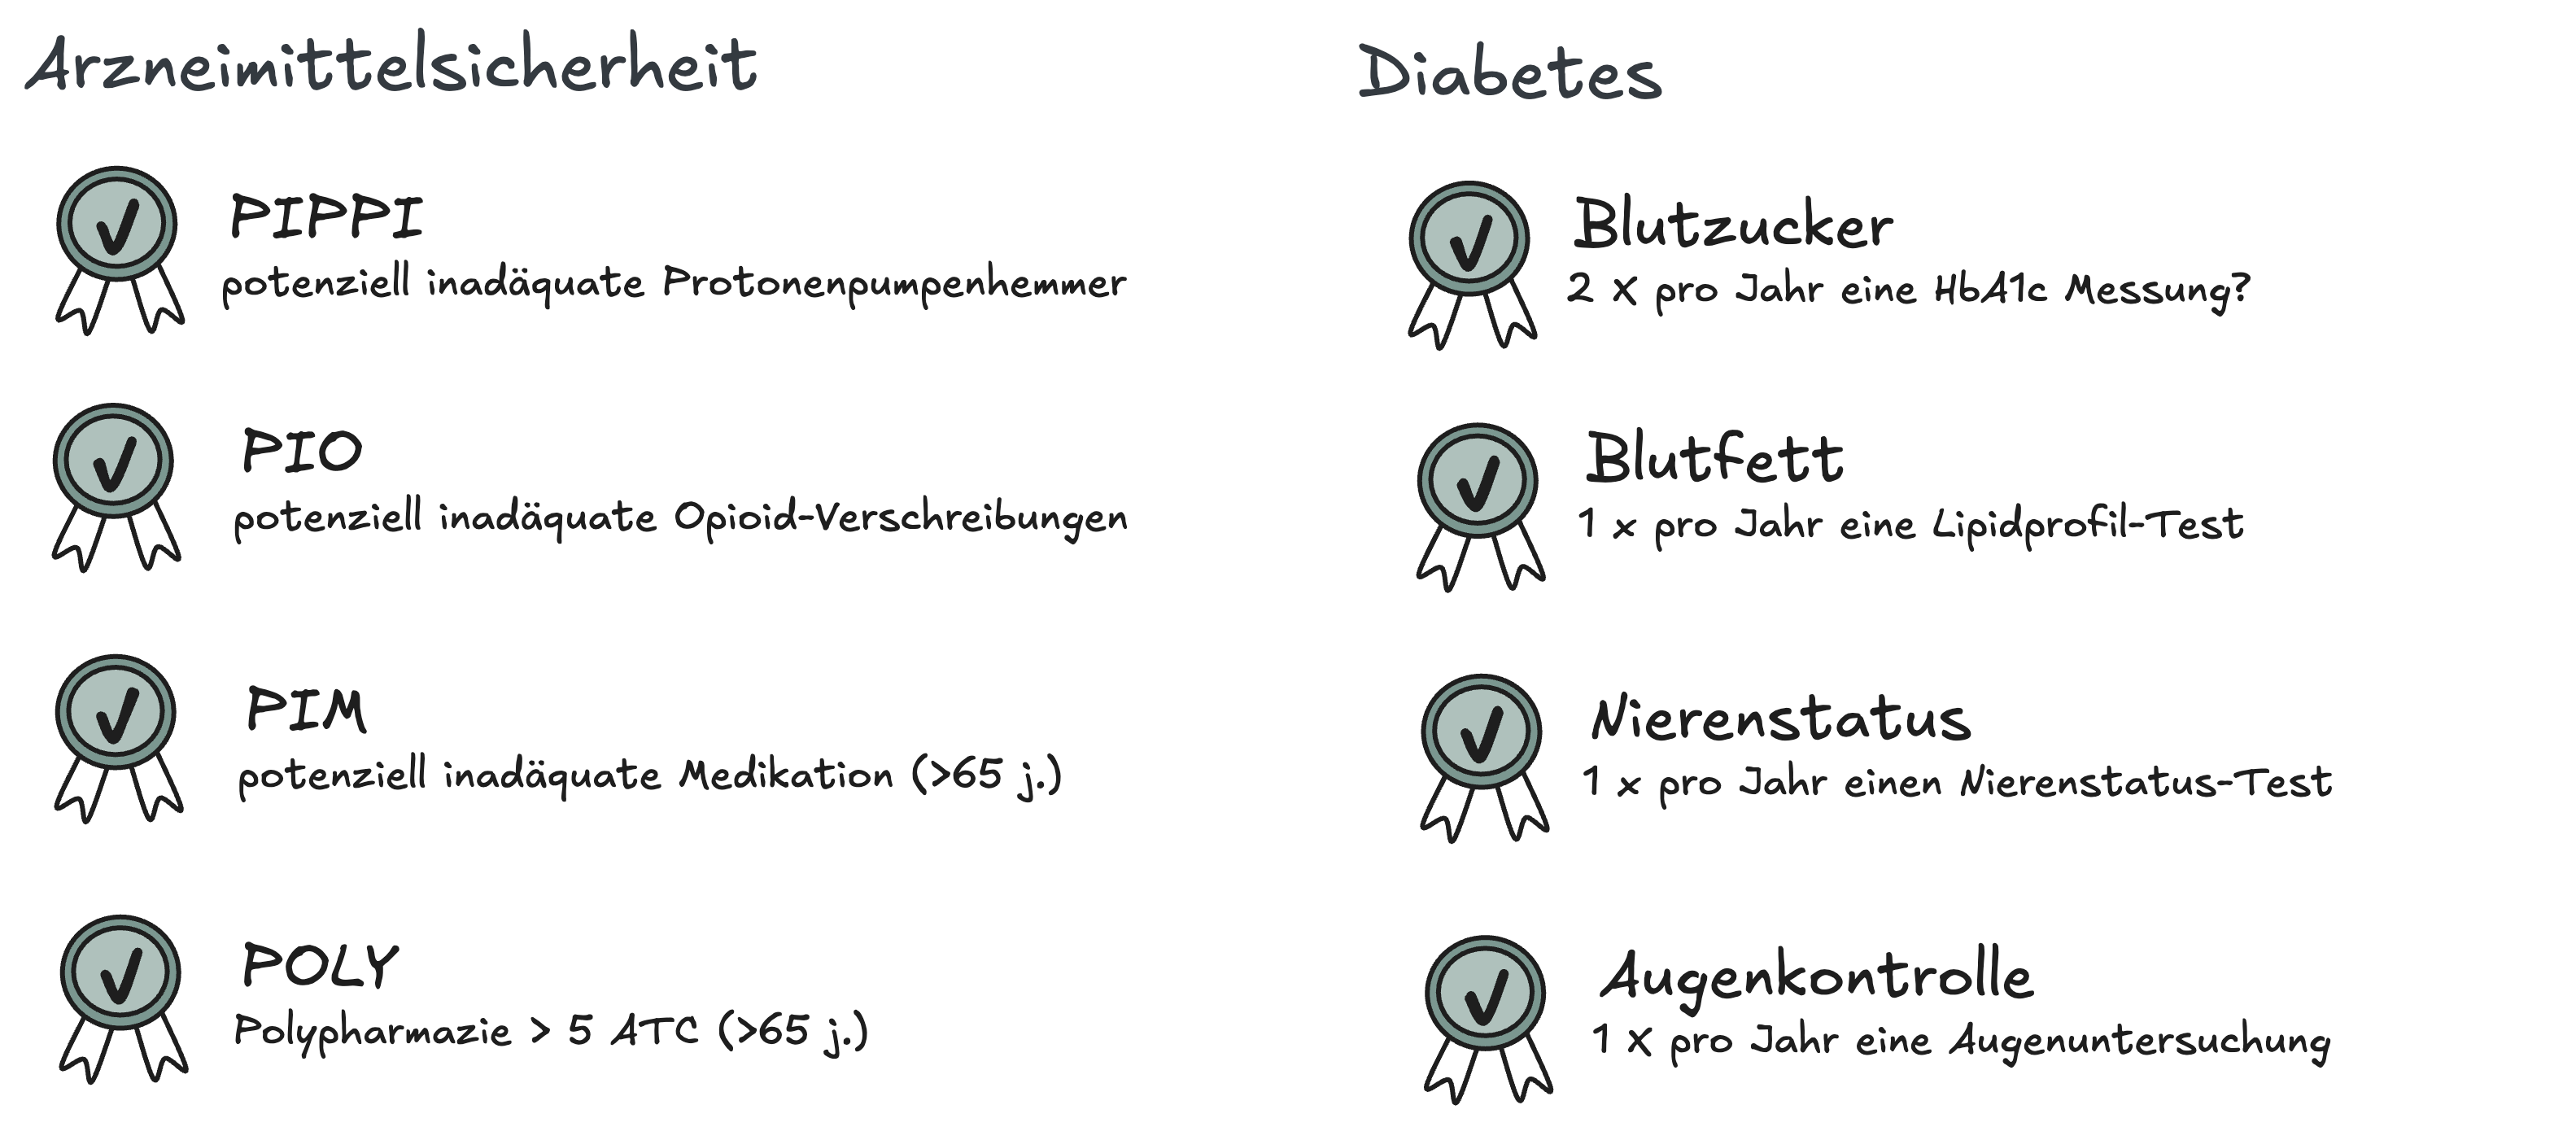 Arzneimittelsicherheit
PIPPI
potenziell inadäquate Protonenpumpenhemmer
PIO
potenziell inadäquate Opioid-Verschreibungen
PIM
potenziell inadäquate Medikation (>65 j.)
POLY
Polypharmazie > 5 ATC (>65 j.)
Diabetes
Blutzucker
2 X pro Jahr eine HbA1c Messung?
Blutfett
1 x pro Jahr eine Lipidprofil-Test
Nierenstatus
1 x pro Jahr einen Nierenstatus-Test
Augenkontrolle
1 X pro Jahr eine Augenuntersuchung